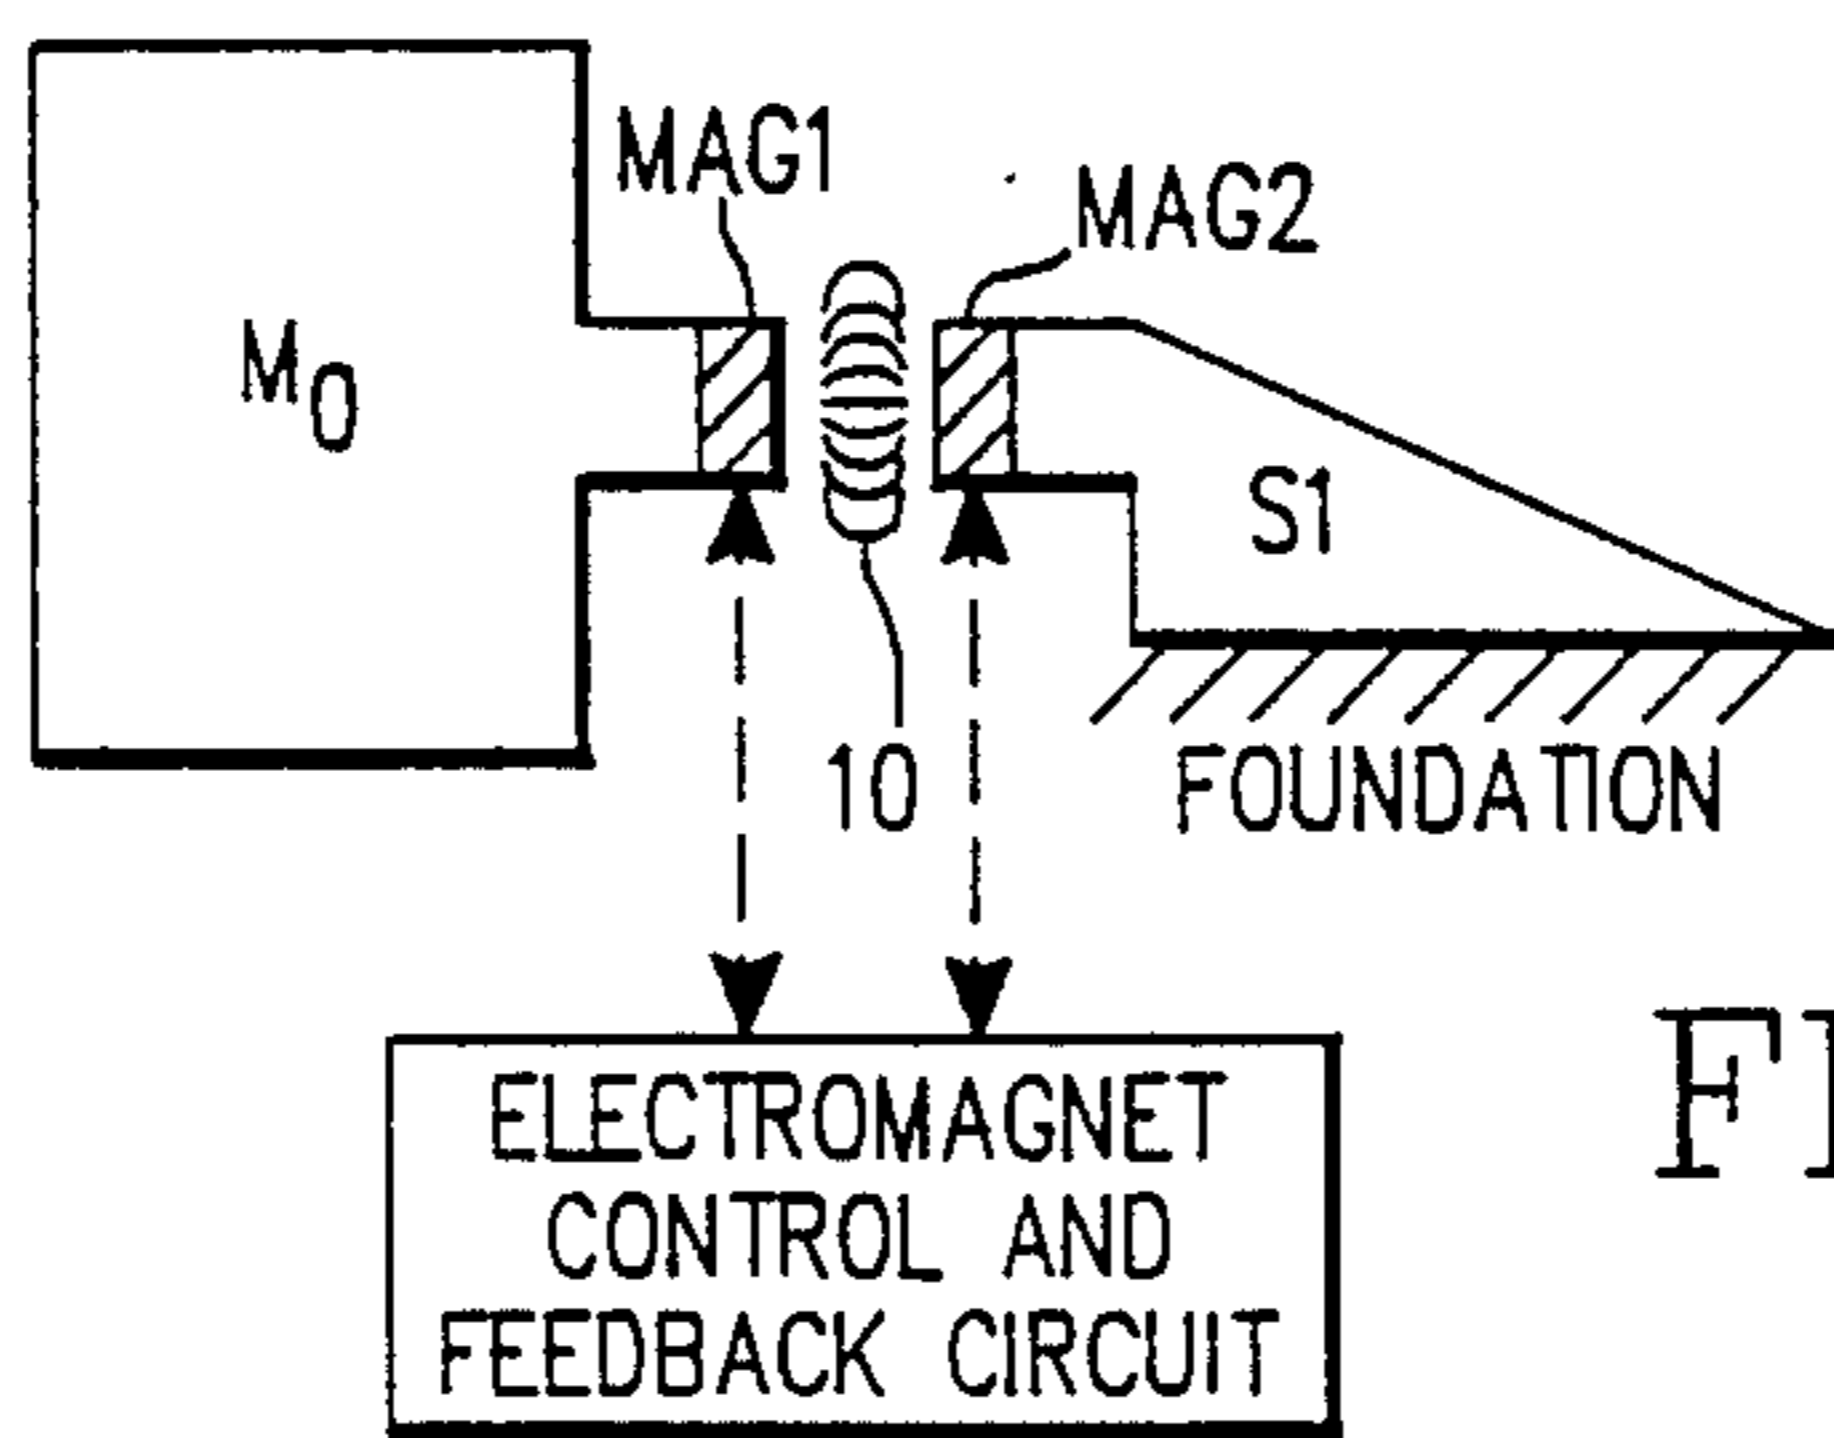 MAG1
MAG2
M0
S1
10
FOUNDATION
ELECTROMAGNET
CONTROL AND
FEEDBACK CIRCUIT